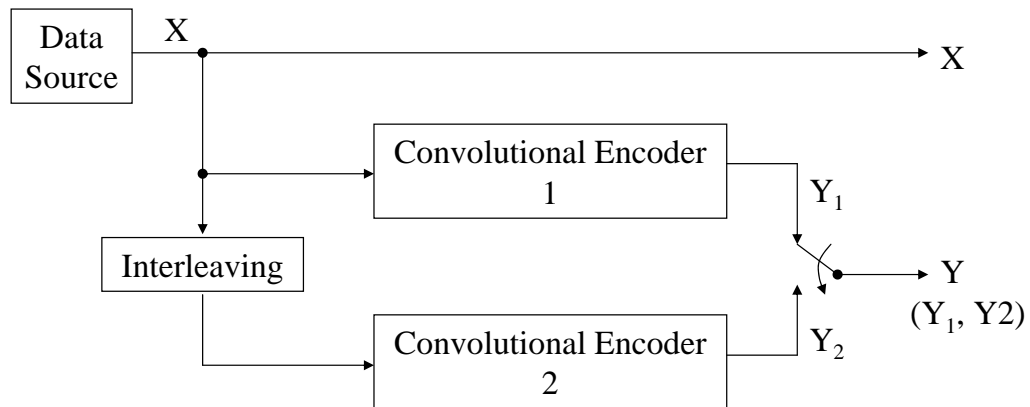 Data
Source
X
X
Convolutional Encoder
1
Y₁
Interleaving
Y
(Y₁, Y2)
Convolutional Encoder
2
Y₂